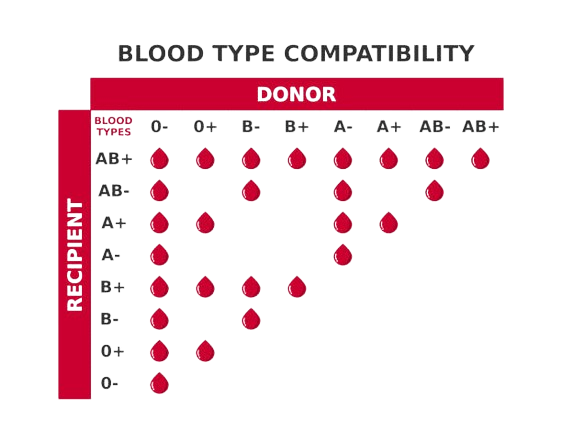 BLOOD TYPE COMPATIBILITY
DONOR
BLOOD TYPES
0- 0+ B- B+ A- A+ AB- AB+
RECIPIENT
AB+
AB-
A+
A-
B+
B-
0+
0-